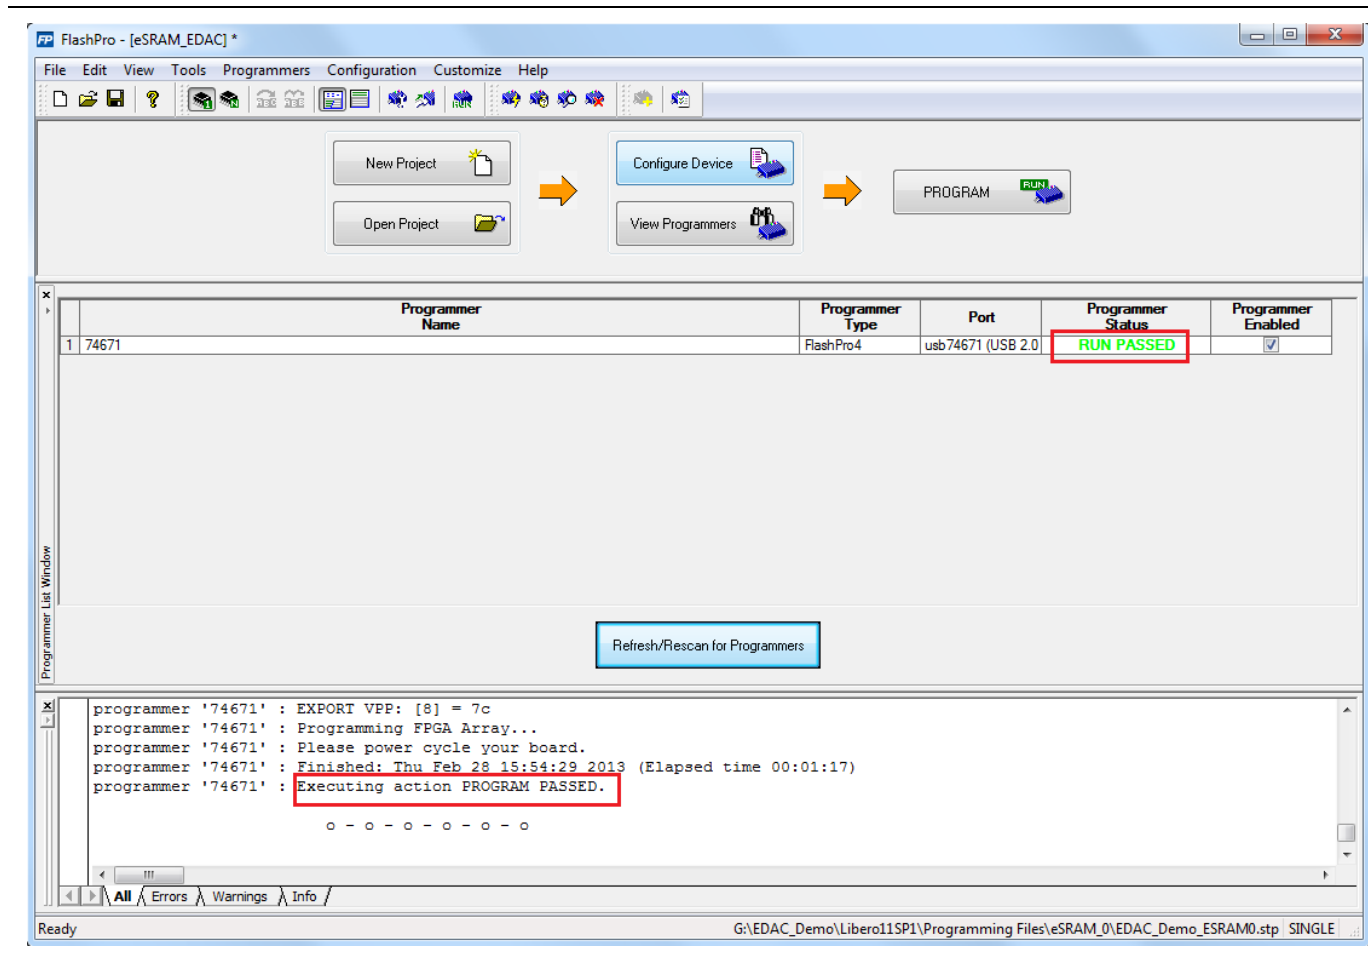 FP FlashPro - [eSRAM_EDAC] *
File Edit View Tools Programmers Configuration Customize Help
New Project
Configure Device
PROGRAM
RUN
Open Project
View Programmers
Programmer Name
Programmer Type
Port
Programmer Status
Programmer Enabled
1 74671 FlashPro4 usb74671 (USB 2.0 RUN PASSED
Programmer List Window
Refresh/Rescan for Programmers
programmer '74671' : EXPORT VPP: [8] = 7c
programmer '74671' : Programming FPGA Array...
programmer '74671' : Please power cycle your board.
programmer '74671' : Finished: Thu Feb 28 15:54:29 2013 (Elapsed time 00:01:17)
programmer '74671' : Executing action PROGRAM PASSED.
o - o - o - o - o - o
All Errors Warnings Info
Ready G:\EDAC_Demo\Libero11SP1\Programming Files\eSRAM_0\EDAC_Demo_ESRAM0.stp SINGLE